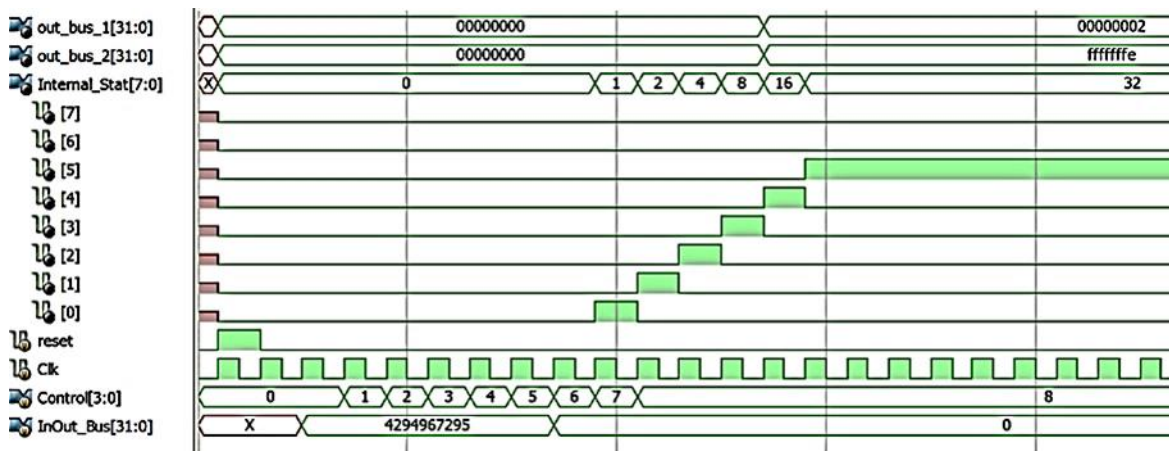 out_bus_1[31:0] 00000000 00000002
out_bus_2[31:0] 00000000 fffffffe
Internal_Stat[7:0] X 0 1 2 4 8 16 32
[7]
[6]
[5]
[4]
[3]
[2]
[1]
[0]
reset
Clk
Control[3:0] 0 1 2 3 4 5 6 7 8
InOut_Bus[31:0] X 4294967295 0